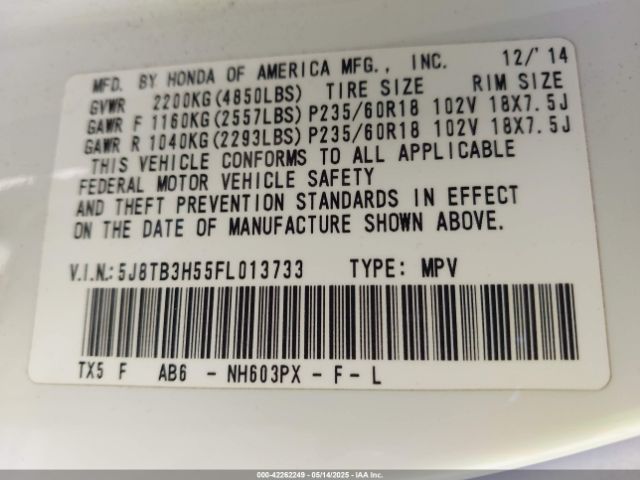 MFD. BY HONDA OF AMERICA MFG., INC. 12/'14
GVWR 2200KG(4850LBS) TIRE SIZE RIM SIZE
GAWR F 1160KG(2557LBS) P235/60R18 102V 18X7.5J
GAWR R 1040KG(2293LBS) P235/60R18 102V 18X7.5J
THIS VEHICLE CONFORMS TO ALL APPLICABLE
FEDERAL MOTOR VEHICLE SAFETY
AND THEFT PREVENTION STANDARDS IN EFFECT
ON THE DATE OF MANUFACTURE SHOWN ABOVE.
V.I.N.: 5J8TB3H55FL013733 TYPE: MPV
TX5 F AB6 - NH603PX - F - L
000-42262249 - 05/14/2025 - IAA, Inc.